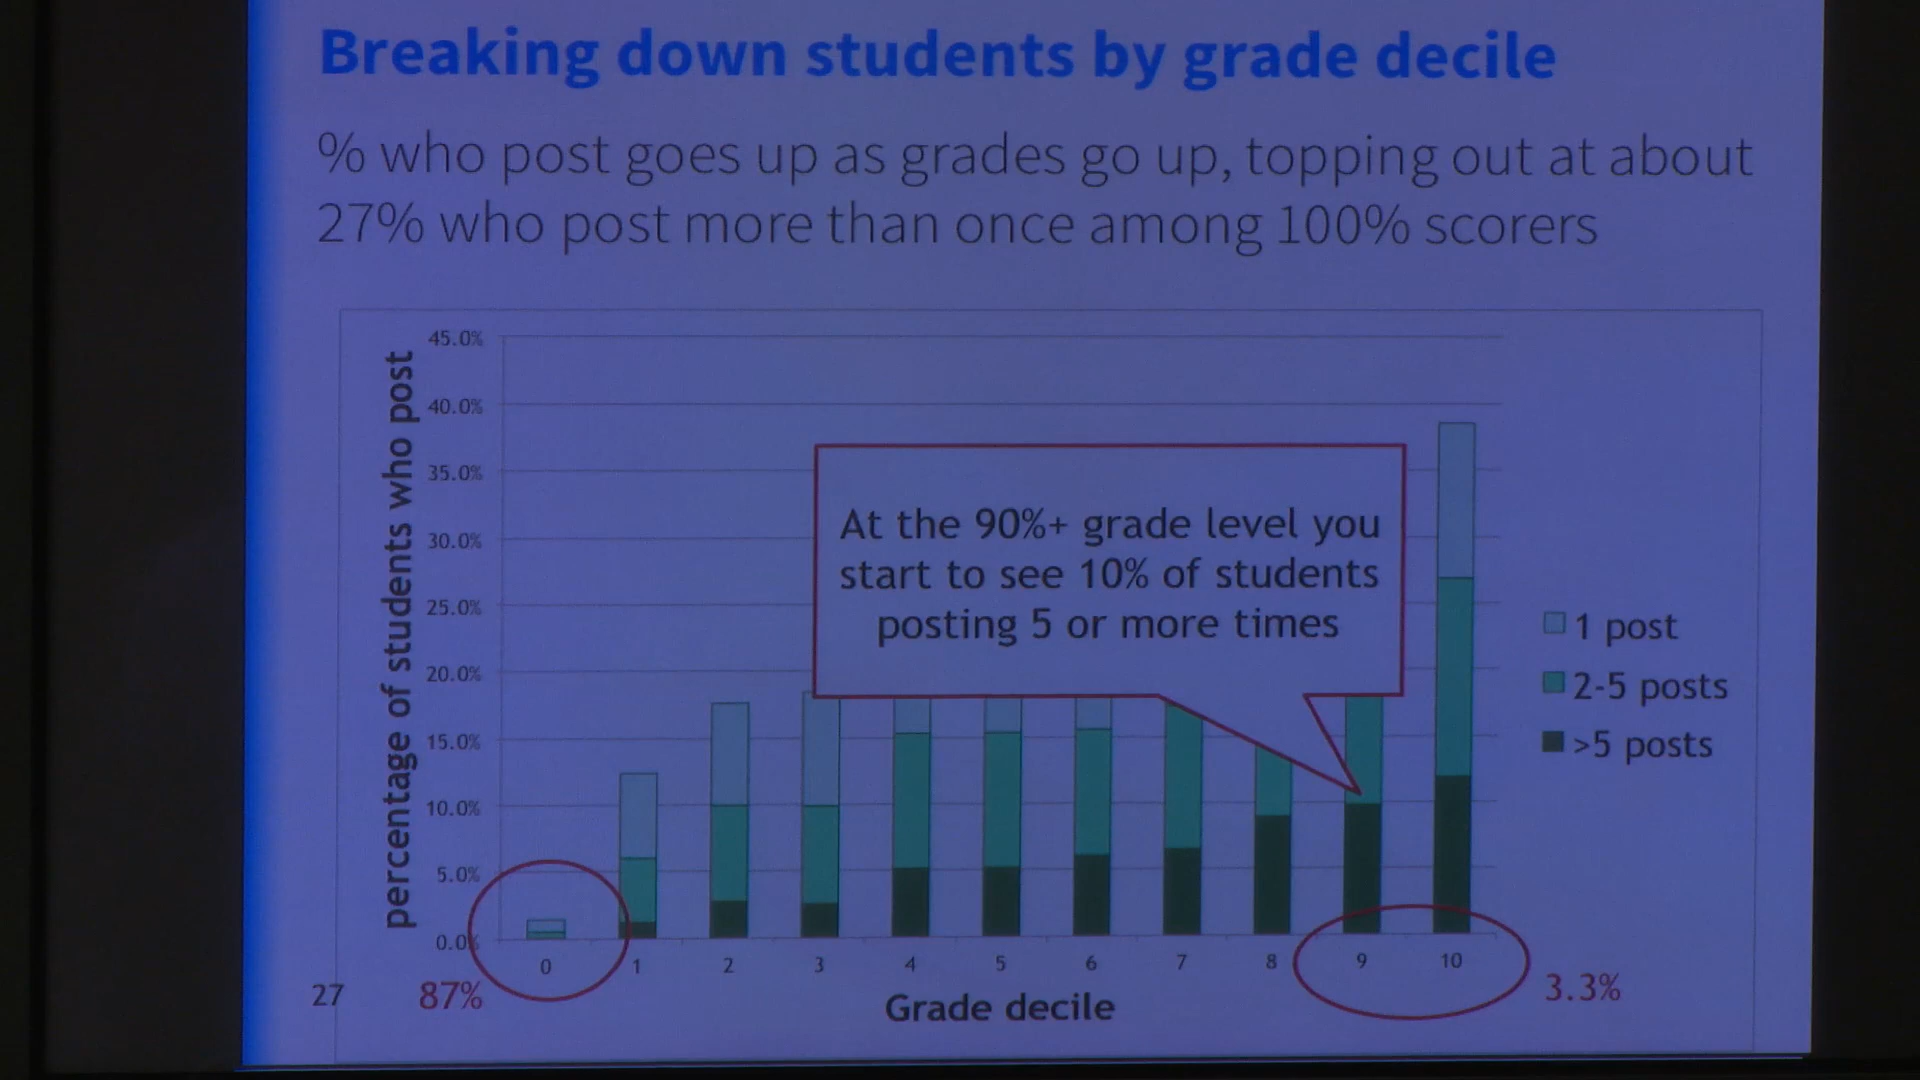 Breaking down students by grade decile
% who post goes up as grades go up, topping out at about
27% who post more than once among 100% scorers
percentage of students who post
45.0%
40.0%
35.0%
30.0%
25.0%
20.0%
15.0%
10.0%
5.0%
0.0%
At the 90%+ grade level you
start to see 10% of students
posting 5 or more times
1 post
2-5 posts
>5 posts
0 1 2 3 4 5 6 7 8 9 10
Grade decile
27
87%
3.3%